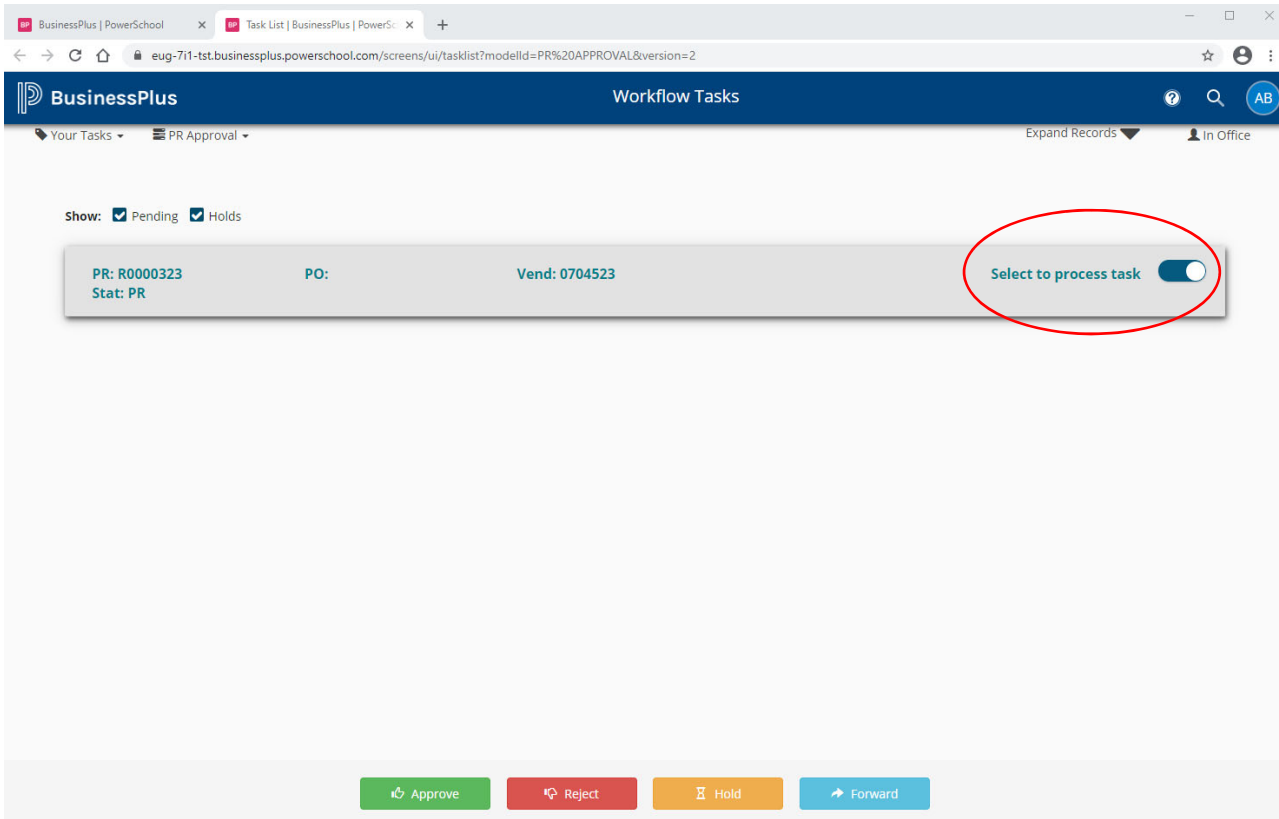 BP BusinessPlus | PowerSchool
BP Task List | BusinessPlus | PowerSc
eug-7i1-tst.businessplus.powerschool.com/screens/ui/tasklist?modelId=PR%20APPROVAL&version=2
BusinessPlus Workflow Tasks ? AB
Your Tasks PR Approval Expand Records In Office
Show: Pending Holds
PR: R0000323 PO: Vend: 0704523 Select to process task
Stat: PR
Approve Reject Hold Forward